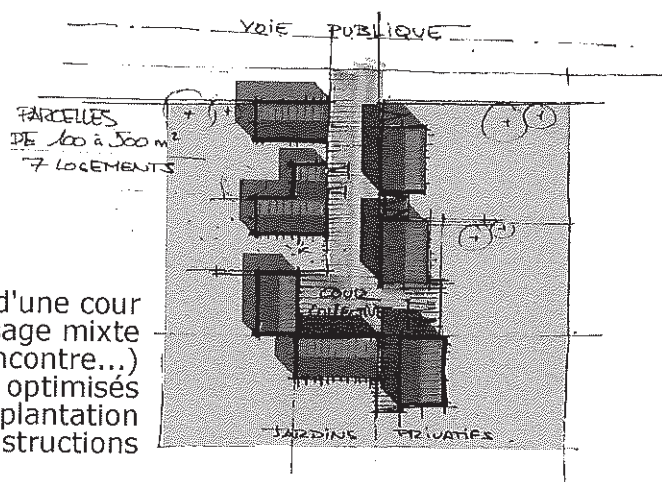 VOIE PUBLIQUE
PARCELLES
DE 100 à 500 m²
7 LOGEMENTS
d'une cour
sage mixte
ncontre...)
optimisés
plantation
structions
COUR
JARDINS PRIVATIFS